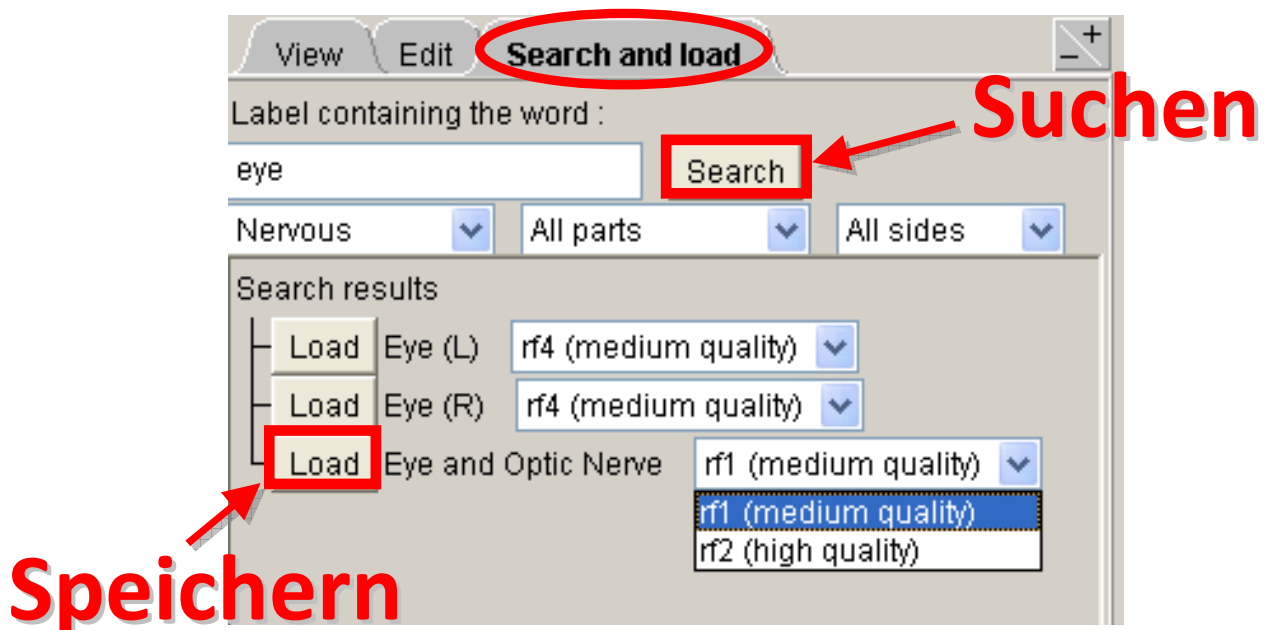 View Edit Search and load
Label containing the word :
Suchen
eye Search
Nervous All parts All sides
Search results
Load Eye (L) rf4 (medium quality)
Load Eye (R) rf4 (medium quality)
Load Eye and Optic Nerve rf1 (medium quality)
rf1 (medium quality)
rf2 (high quality)
Speichern